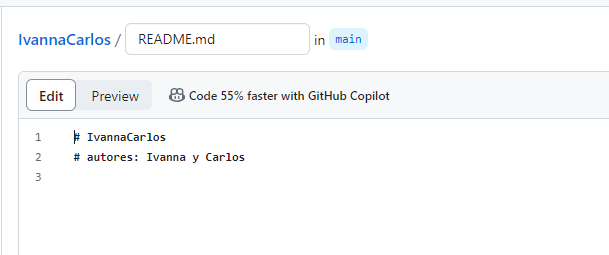 IvannaCarlos / README.md in main
Edit Preview Code 55% faster with GitHub Copilot
1 # IvannaCarlos
2 # autores: Ivanna y Carlos
3